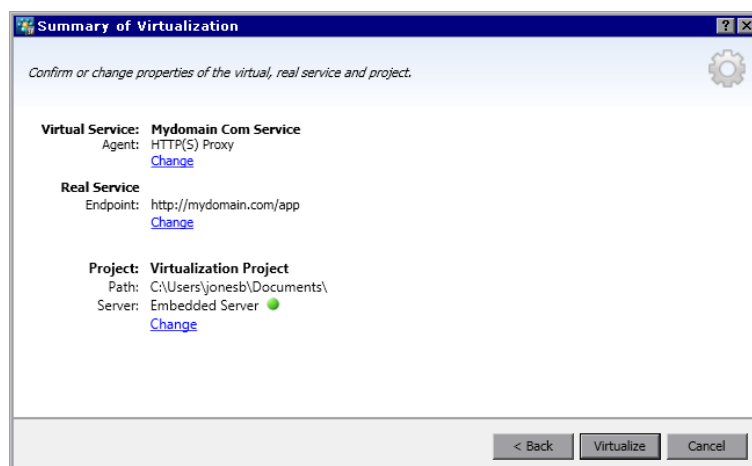 Summary of Virtualization
? X
Confirm or change properties of the virtual, real service and project.
Virtual Service: Mydomain Com Service
Agent: HTTP(S) Proxy
Change
Real Service
Endpoint: http://mydomain.com/app
Change
Project: Virtualization Project
Path: C:\Users\jonesb\Documents\
Server: Embedded Server
Change
< Back Virtualize Cancel